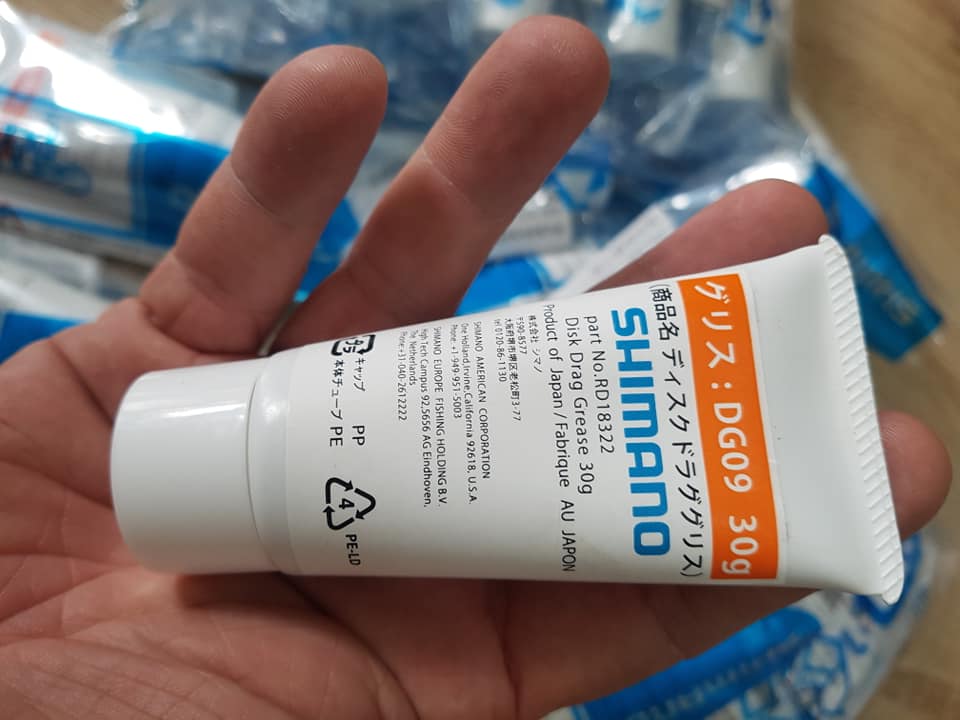 グリス : DG09 30g
(商品名 ディスクドラググリス)
SHIMANO
part No.RD18322
Disk Drag Grease 30g
Product of Japan / Fabrique AU JAPON
株式会社 シマノ
〒590-8577
大阪府堺市堺区老松町3-77
tel 0120-86-1130
SHIMANO AMERICAN CORPORATION
One Holland,Irvine,California 92618, U.S.A.
Phone: +1-949-951-5003
SHIMANO EUROPE FISHING HOLDING B.V.
High Tech Campus 92,5656 AG Eindhoven,
The Netherlands
Phone:+31-040-2612222
キャップ PP
本体チューブ PE
4
PE-LD